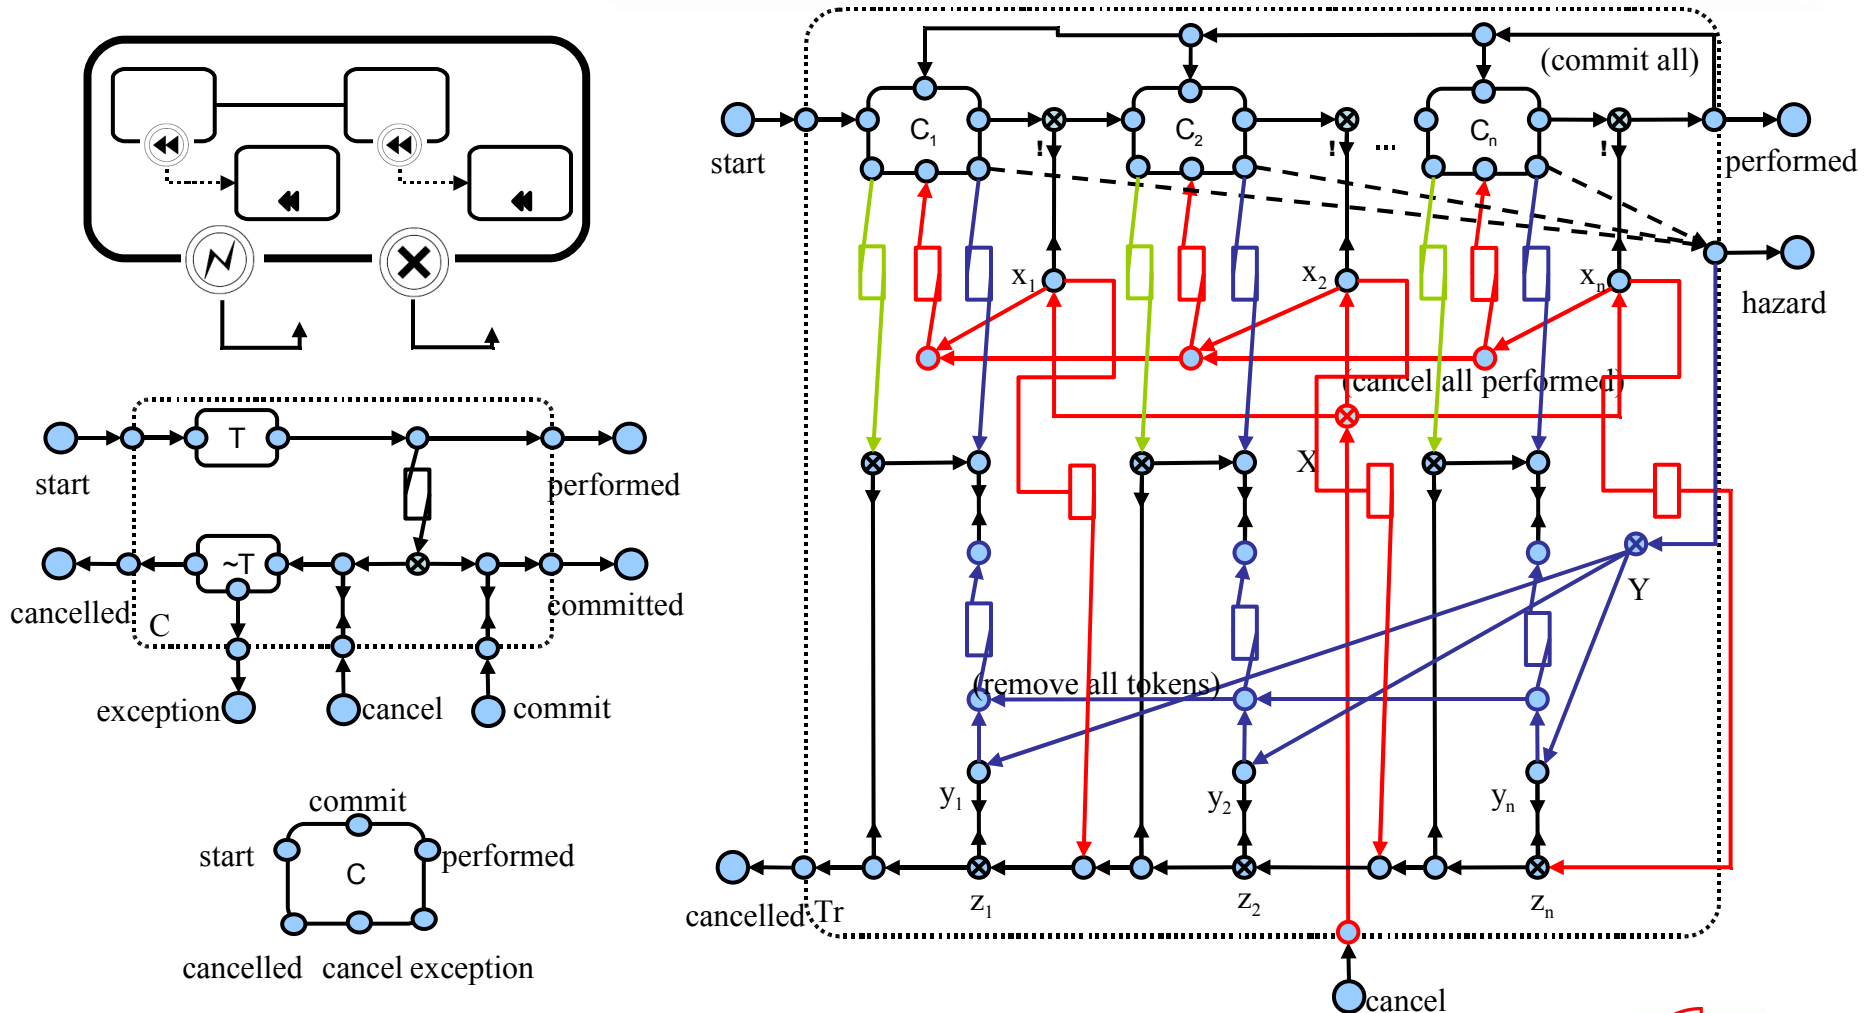 start
T
performed
~T
cancelled
C
committed
exception
cancel
commit
commit
start
performed
C
cancelled
cancel
exception
(commit all)
start
C1
!
C2
!
...
Cn
!
performed
x1
x2
xn
hazard
(cancel all performed)
X
Y
(remove all tokens)
y1
y2
yn
cancelled
Tr
z1
z2
zn
cancel